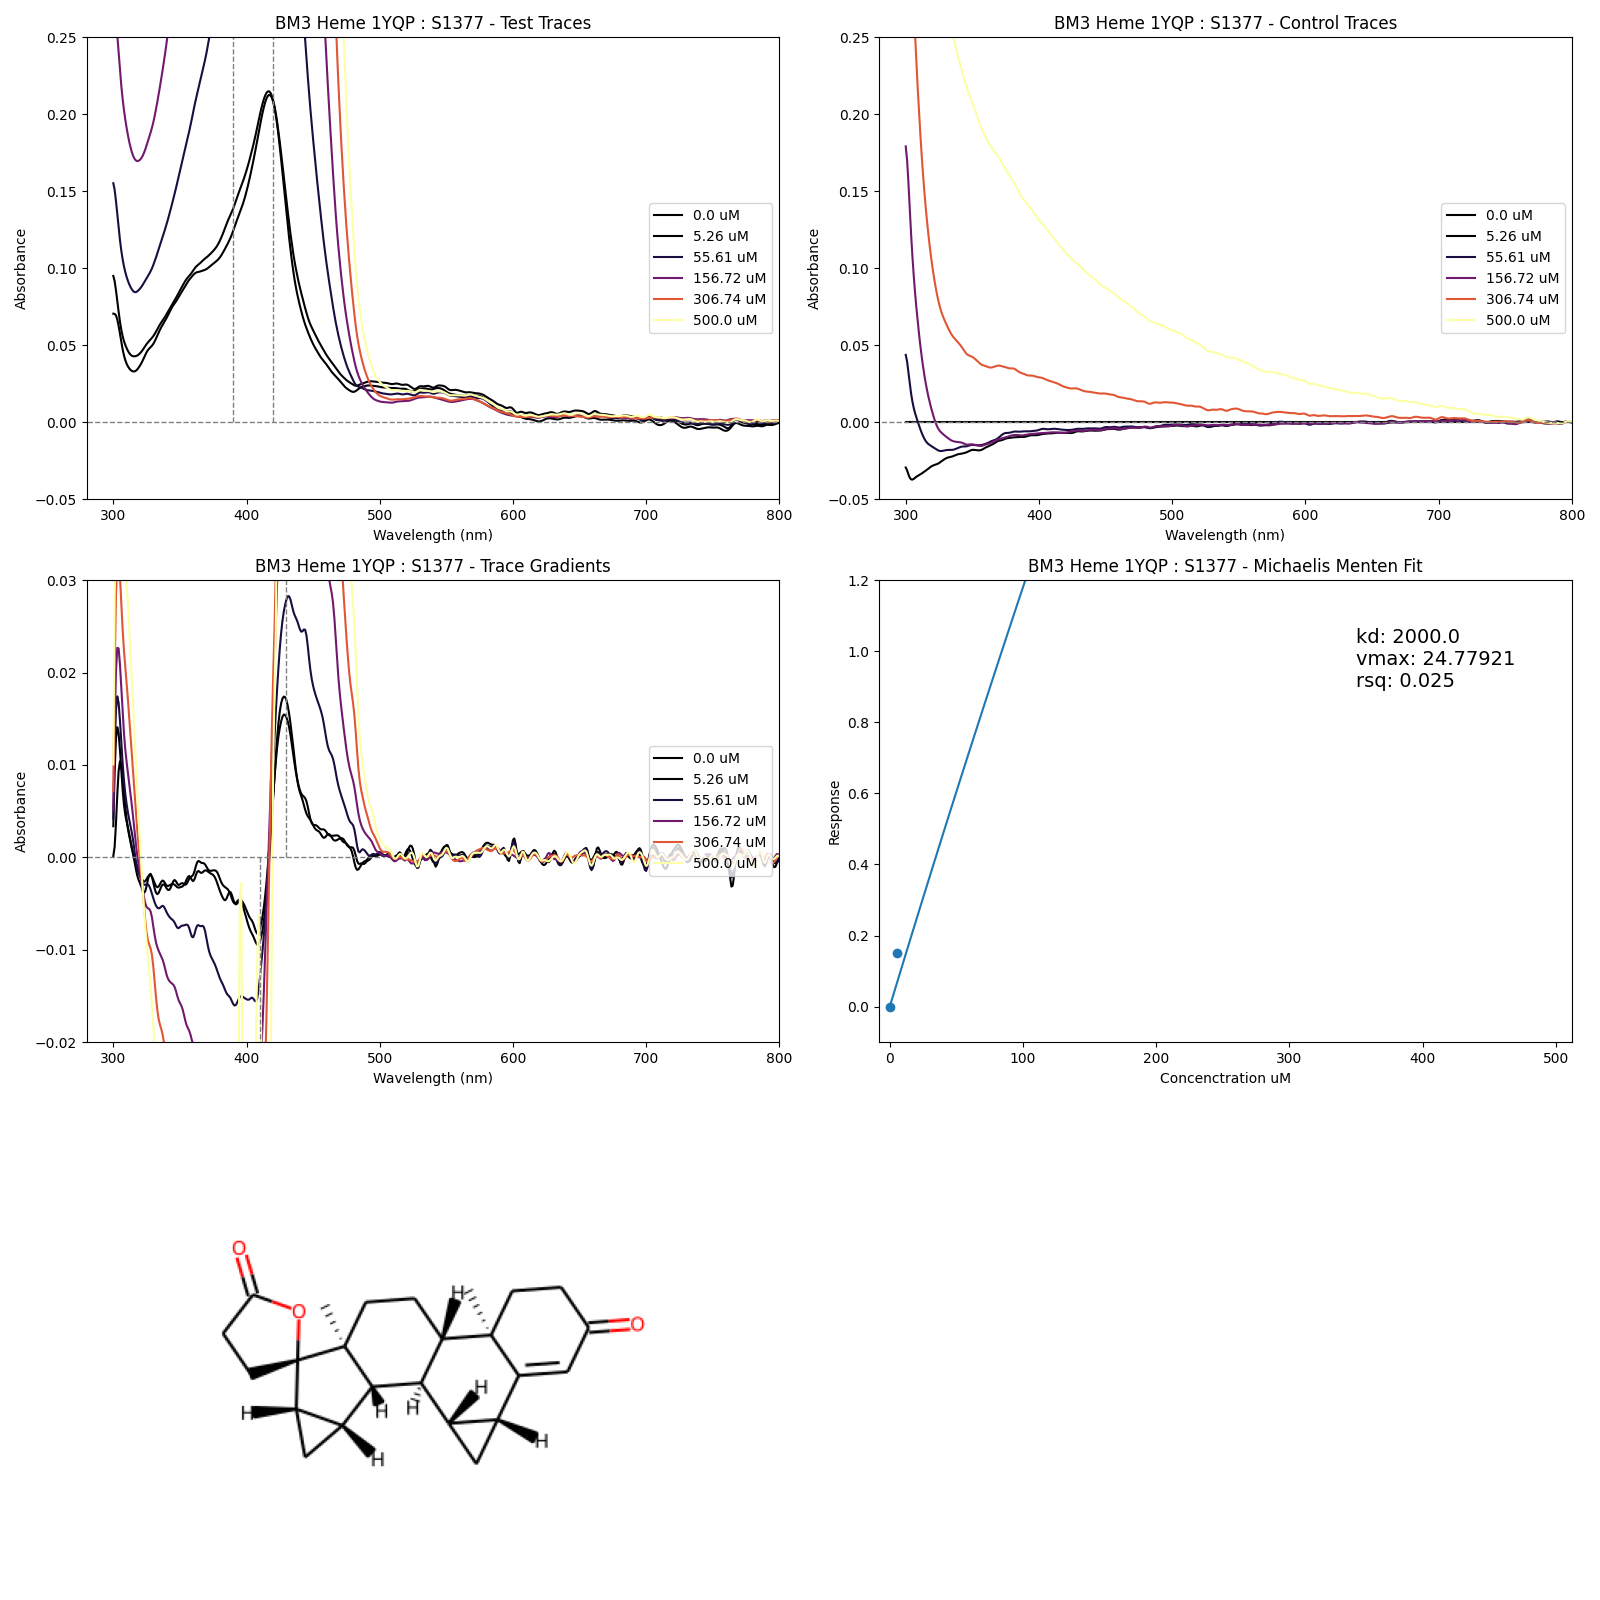 BM3 Heme 1YQP : S1377 - Test Traces
Absorbance
0.25
0.20
0.15
0.10
0.05
0.00
−0.05
300 400 500 600 700 800
Wavelength (nm)
0.0 uM
5.26 uM
55.61 uM
156.72 uM
306.74 uM
500.0 uM
BM3 Heme 1YQP : S1377 - Control Traces
Absorbance
0.25
0.20
0.15
0.10
0.05
0.00
−0.05
300 400 500 600 700 800
Wavelength (nm)
0.0 uM
5.26 uM
55.61 uM
156.72 uM
306.74 uM
500.0 uM
BM3 Heme 1YQP : S1377 - Trace Gradients
Absorbance
0.03
0.02
0.01
0.00
−0.01
−0.02
300 400 500 600 700 800
Wavelength (nm)
0.0 uM
5.26 uM
55.61 uM
156.72 uM
306.74 uM
500.0 uM
BM3 Heme 1YQP : S1377 - Michaelis Menten Fit
Response
1.2
1.0
0.8
0.6
0.4
0.2
0.0
0 100 200 300 400 500
Concenctration uM
kd: 2000.0
vmax: 24.77921
rsq: 0.025
O
H
O
O
H
H
H
H
H
H